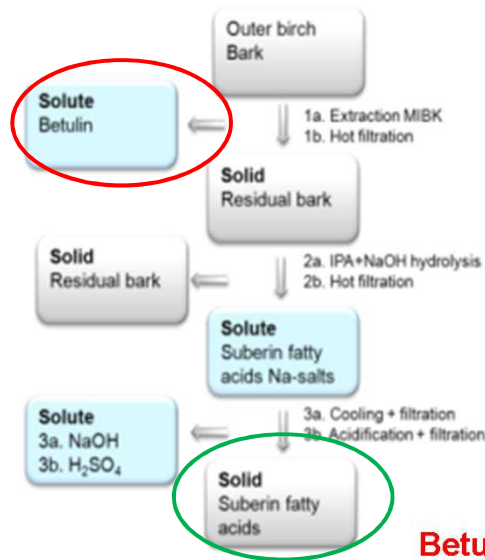 Outer birch
Bark
Solute
Betulin
1a. Extraction MIBK
1b. Hot filtration
Solid
Residual bark
Solid
Residual bark
2a. IPA+NaOH hydrolysis
2b. Hot filtration
Solute
Suberin fatty
acids Na-salts
Solute
3a. NaOH
3b. H₂SO₄
3a. Cooling + filtration
3b. Acidification + filtration
Solid
Suberin fatty
acids
Betu